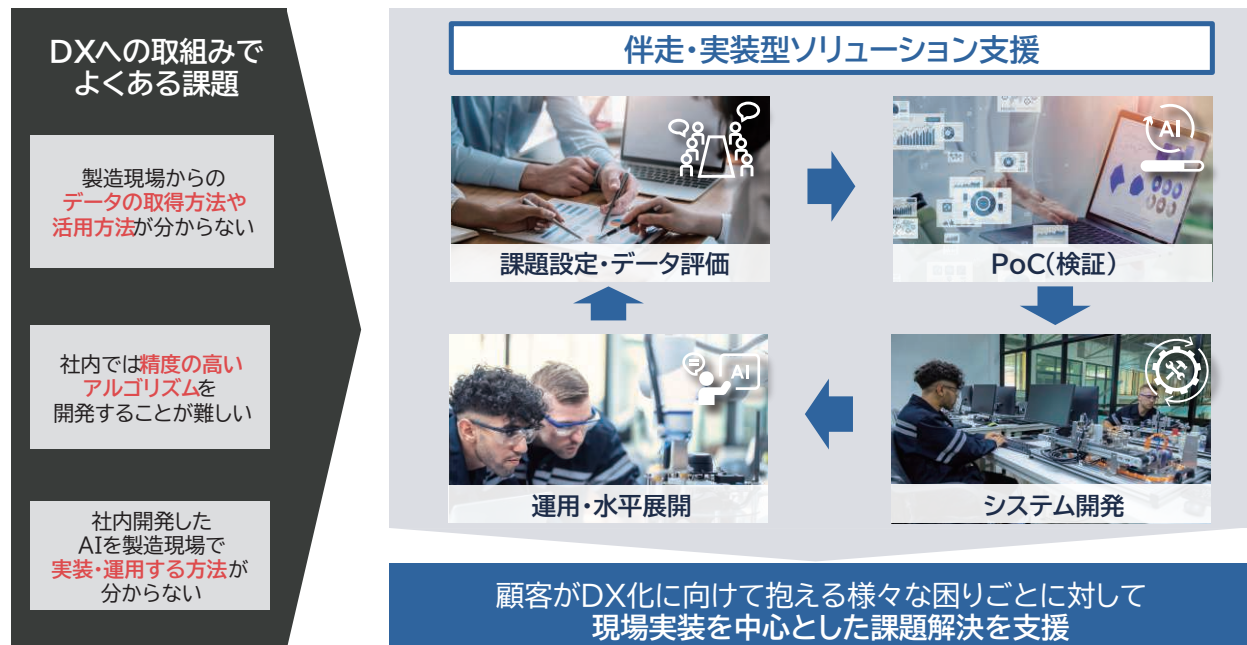 DXへの取組みで
よくある課題
製造現場からの
データの取得方法や
活用方法が分からない
社内では精度の高い
アルゴリズムを
開発することが難しい
社内開発した
AIを製造現場で
実装・運用する方法が
分からない
伴走・実装型ソリューション支援
課題設定・データ評価
AI
PoC(検証)
AI
運用・水平展開
システム開発
顧客がDX化に向けて抱える様々な困りごとに対して
現場実装を中心とした課題解決を支援